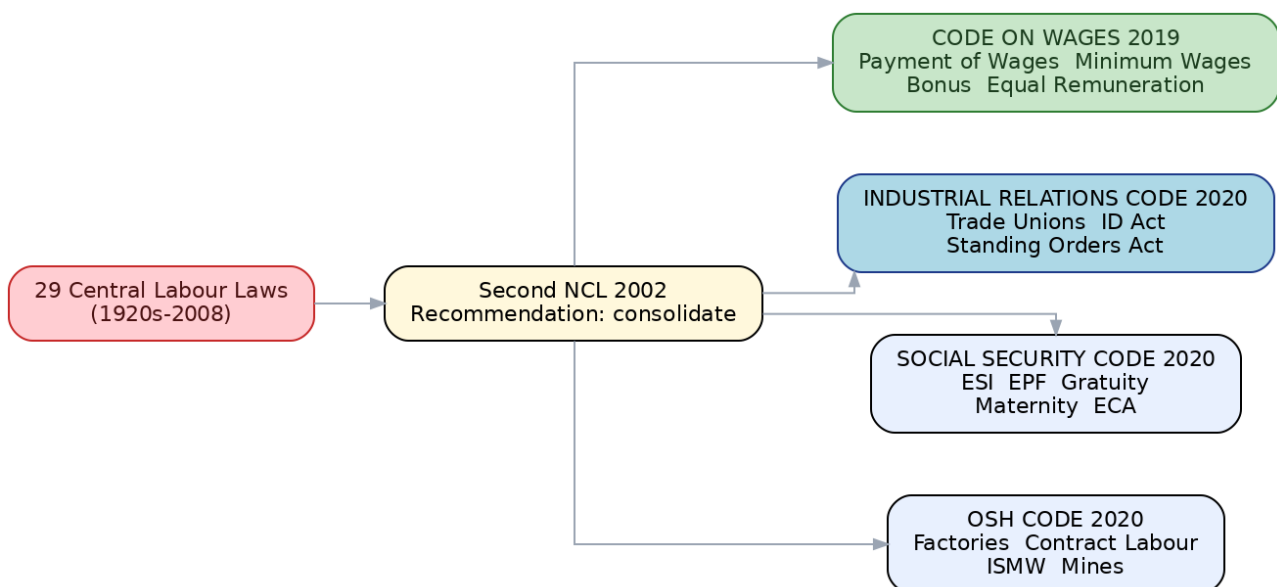 29 Central Labour Laws
(1920s-2008)
Second NCL 2002
Recommendation: consolidate
CODE ON WAGES 2019
Payment of Wages  Minimum Wages
Bonus  Equal Remuneration
INDUSTRIAL RELATIONS CODE 2020
Trade Unions  ID Act
Standing Orders Act
SOCIAL SECURITY CODE 2020
ESI  EPF  Gratuity
Maternity  ECA
OSH CODE 2020
Factories  Contract Labour
ISMW  Mines